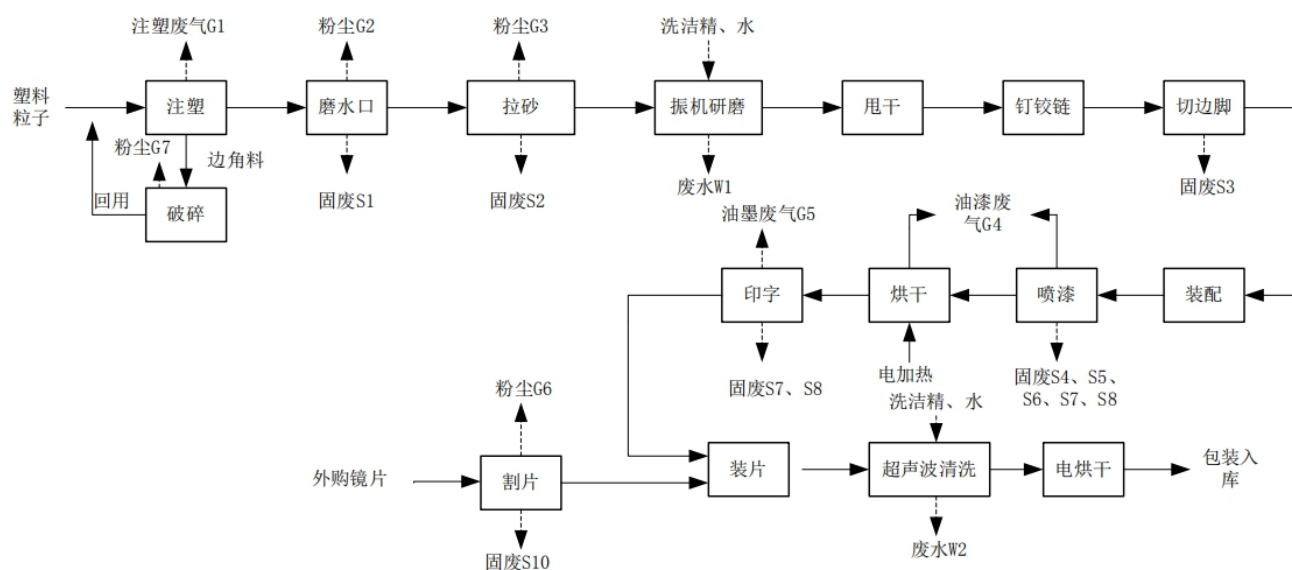 注塑废气G1
粉尘G2
粉尘G3
洗洁精、水
塑料
粒子
注塑
磨水口
拉砂
振机研磨
甩干
钉铰链
切边脚
粉尘G7
边角料
回用
破碎
固废S1
固废S2
废水W1
固废S3
油墨废气G5
油漆废
气G4
印字
烘干
喷漆
装配
固废S7、S8
电加热
固废S4、S5、
S6、S7、S8
粉尘G6
洗洁精、水
外购镜片
割片
装片
超声波清洗
电烘干
包装入
库
固废S10
废水W2